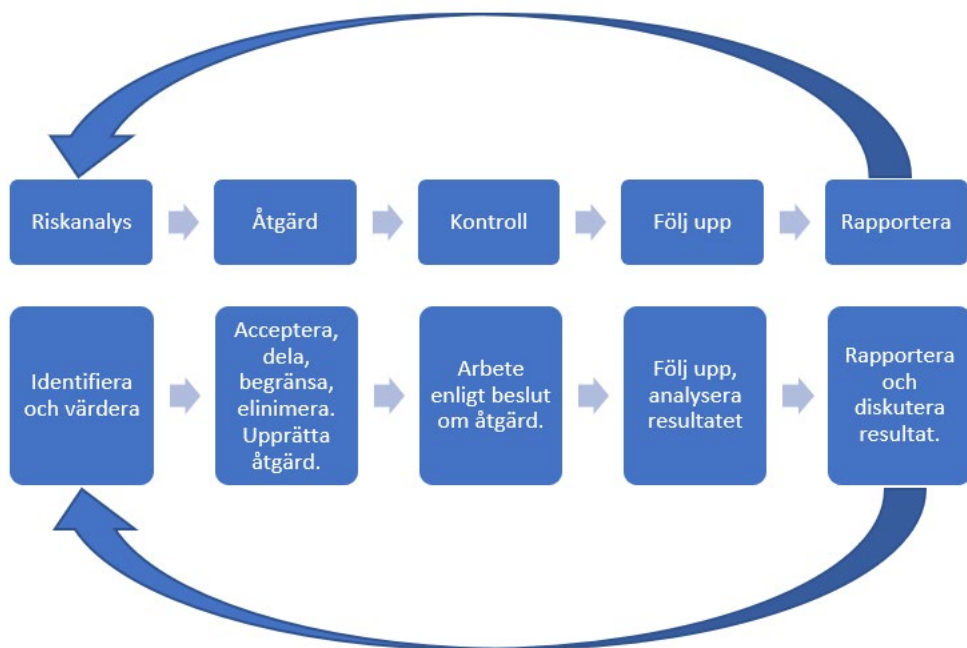 Riskanalys
Åtgärd
Kontroll
Följ upp
Rapportera
Identifiera
och värdera
Acceptera,
dela,
begränsa,
elinimera.
Upprätta
åtgärd.
Arbete
enligt beslut
om åtgärd.
Följ upp,
analysera
resultatet
Rapportera
och
diskutera
resultat.